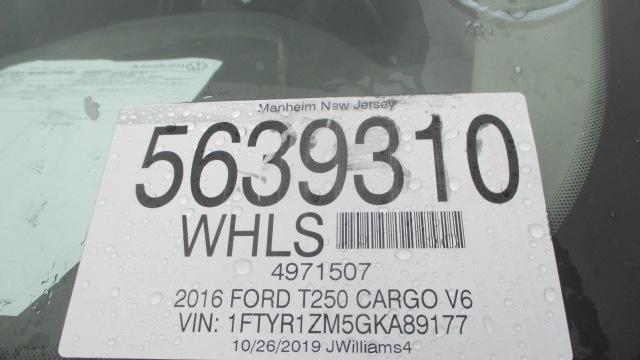 Manheim New Jersey
5639310
WHLS
4971507
2016 FORD T250 CARGO V6
VIN: 1FTYR1ZM5GKA89177
10/26/2019 JWilliams4